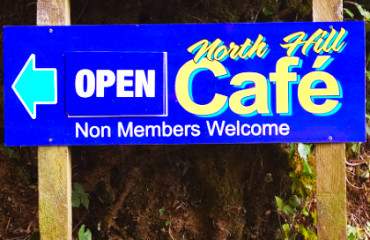 North Hill
OPEN Café
Non Members Welcome